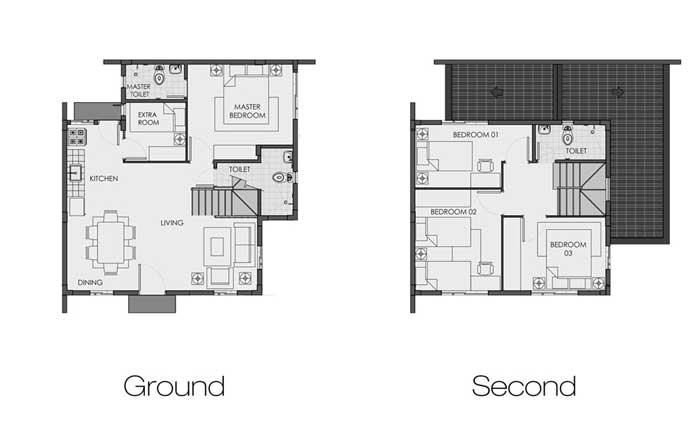 MASTER
TOILET
EXTRA
ROOM
MASTER
BEDROOM
KITCHEN
TOILET
LIVING
DINING
BEDROOM 01
TOILET
BEDROOM 02
BEDROOM
03
Ground
Second